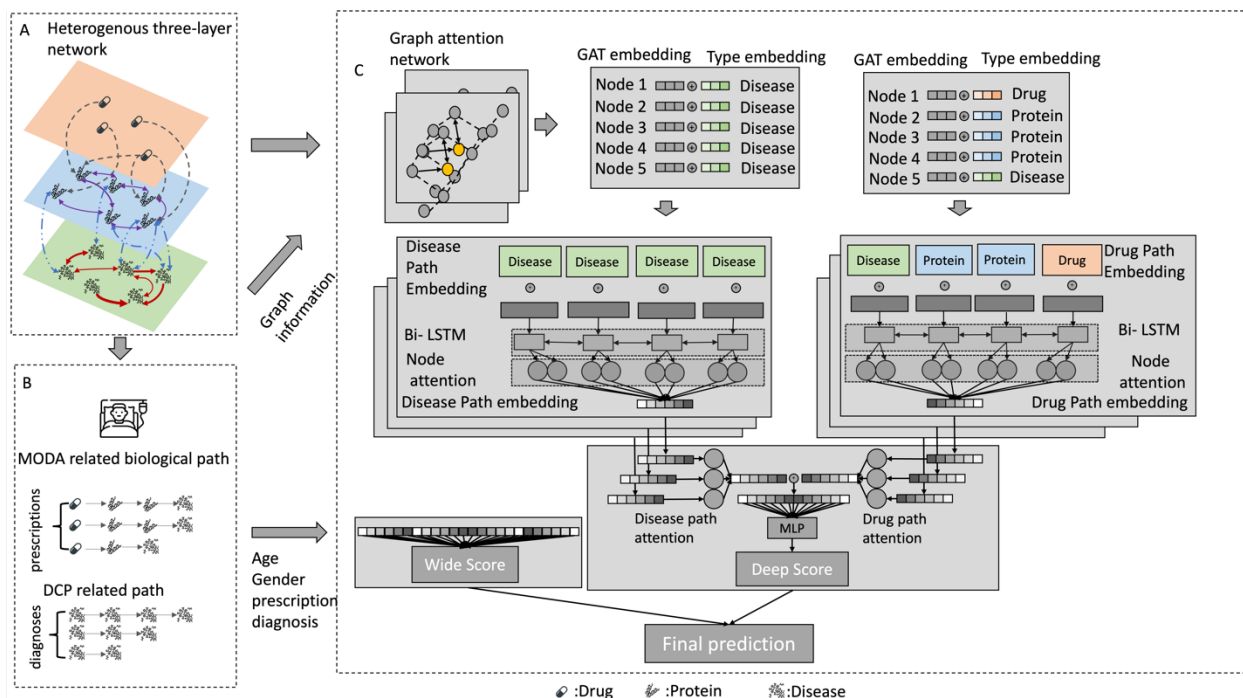 A
Heterogenous three-layer
network
Graph
information
B
MODA related biological path
prescriptions
DCP related path
diagnoses
Age
Gender
prescription
diagnosis
C
Graph attention
network
GAT embedding
Type embedding
Node 1
Disease
Node 2
Disease
Node 3
Disease
Node 4
Disease
Node 5
Disease
GAT embedding
Type embedding
Node 1
Drug
Node 2
Protein
Node 3
Protein
Node 4
Protein
Node 5
Disease
Disease
Path
Embedding
Disease
Disease
Disease
Disease
Bi- LSTM
Node
attention
Disease Path embedding
Disease
Protein
Protein
Drug
Drug Path
Embedding
Bi- LSTM
Node
attention
Drug Path embedding
Disease path
attention
MLP
Drug path
attention
Wide Score
Deep Score
Final prediction
:Drug
:Protein
:Disease